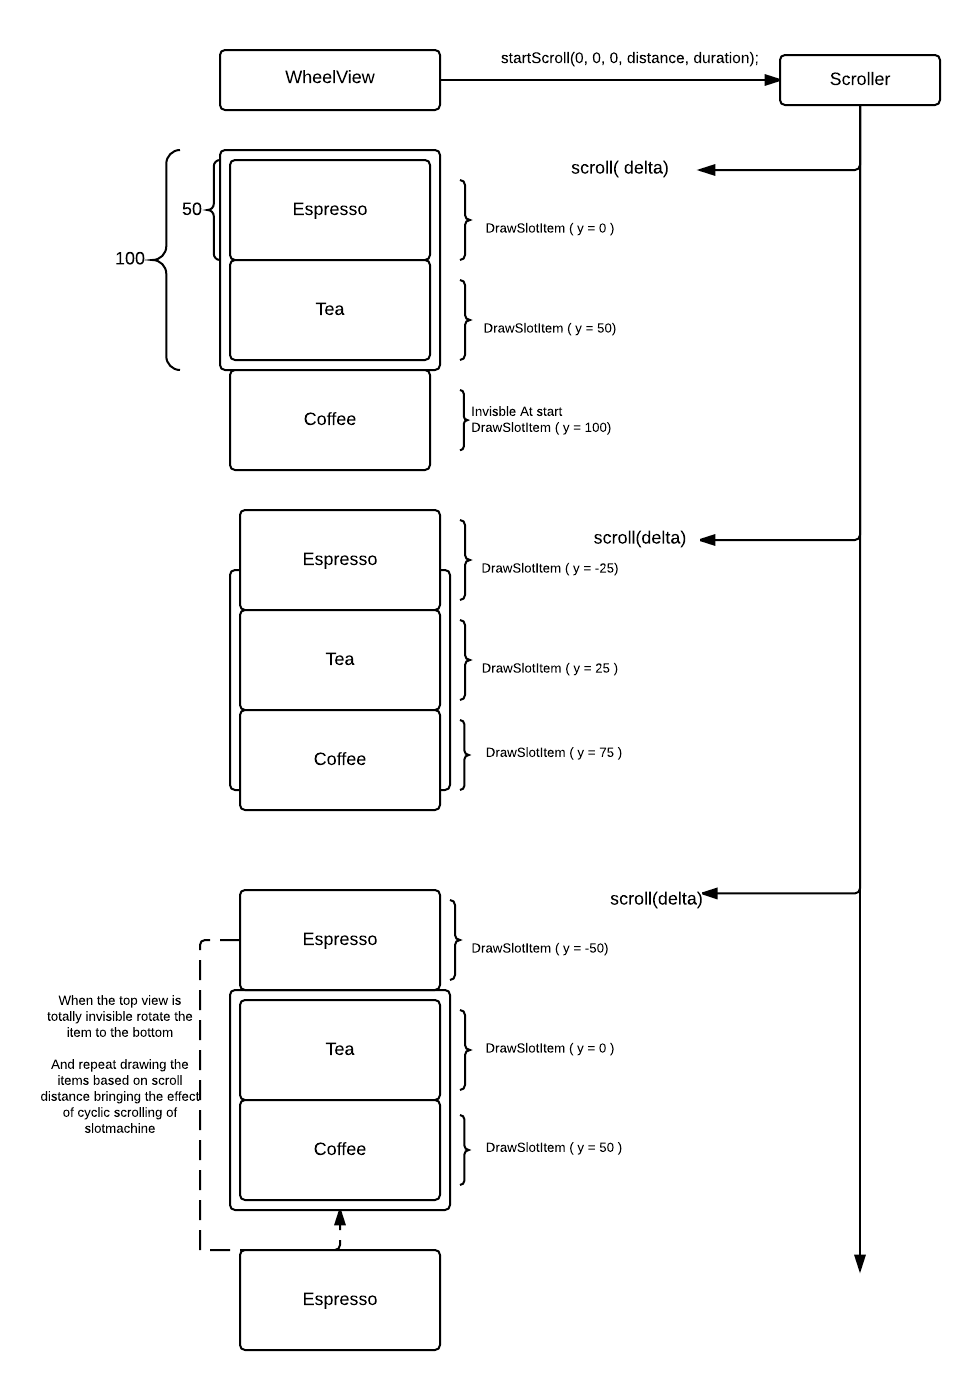 startScroll(0, 0, 0, distance, duration);
WheelView
Scroller
scroll( delta)
50
Espresso
DrawSlotItem ( y = 0 )
100
Tea
DrawSlotItem ( y = 50)
Coffee
Invisble At start
DrawSlotItem ( y = 100)
scroll(delta)
Espresso
DrawSlotItem ( y = -25)
Tea
DrawSlotItem ( y = 25 )
Coffee
DrawSlotItem ( y = 75 )
scroll(delta)
Espresso
DrawSlotItem ( y = -50)
When the top view is
totally invisible rotate the
item to the bottom
And repeat drawing the
items based on scroll
distance bringing the effect
of cyclic scrolling of
slotmachine
Tea
DrawSlotItem ( y = 0 )
Coffee
DrawSlotItem ( y = 50 )
Espresso